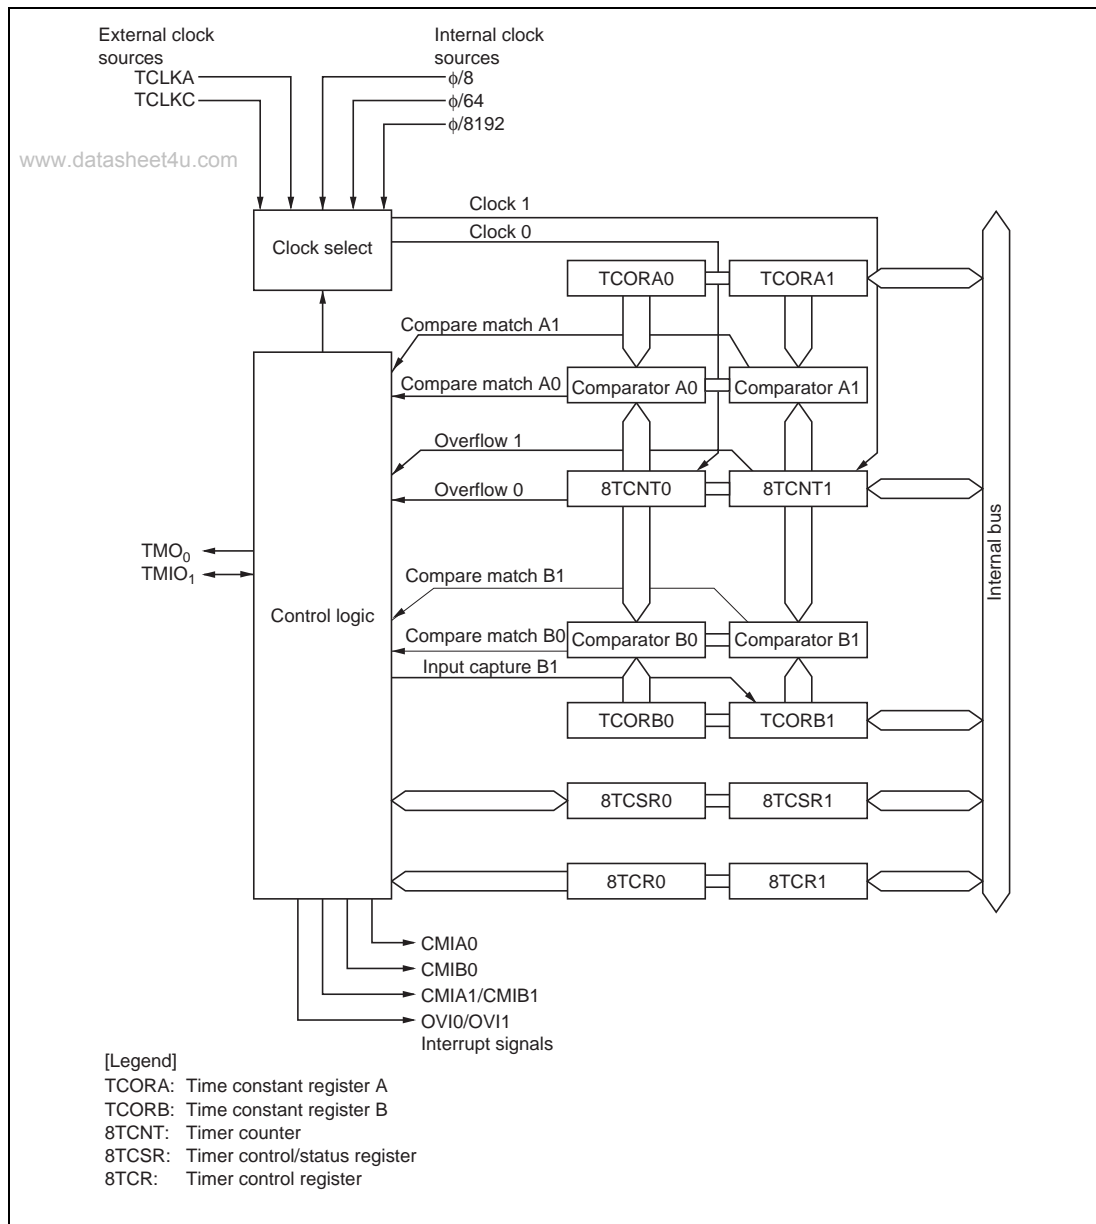 External clock sources
Internal clock sources
TCLKA
TCLKC
φ/8
φ/64
φ/8192
www.datasheet4u.com
Clock select
Clock 1
Clock 0
TCORA0
TCORA1
Compare match A1
Compare match A0
Comparator A0
Comparator A1
Overflow 1
Overflow 0
8TCNT0
8TCNT1
Internal bus
TMO0
TMIO1
Control logic
Compare match B1
Compare match B0
Comparator B0
Comparator B1
Input capture B1
TCORB0
TCORB1
8TCSR0
8TCSR1
8TCR0
8TCR1
CMIA0
CMIB0
CMIA1/CMIB1
OVI0/OVI1
Interrupt signals
[Legend]
TCORA: Time constant register A
TCORB: Time constant register B
8TCNT: Timer counter
8TCSR: Timer control/status register
8TCR: Timer control register